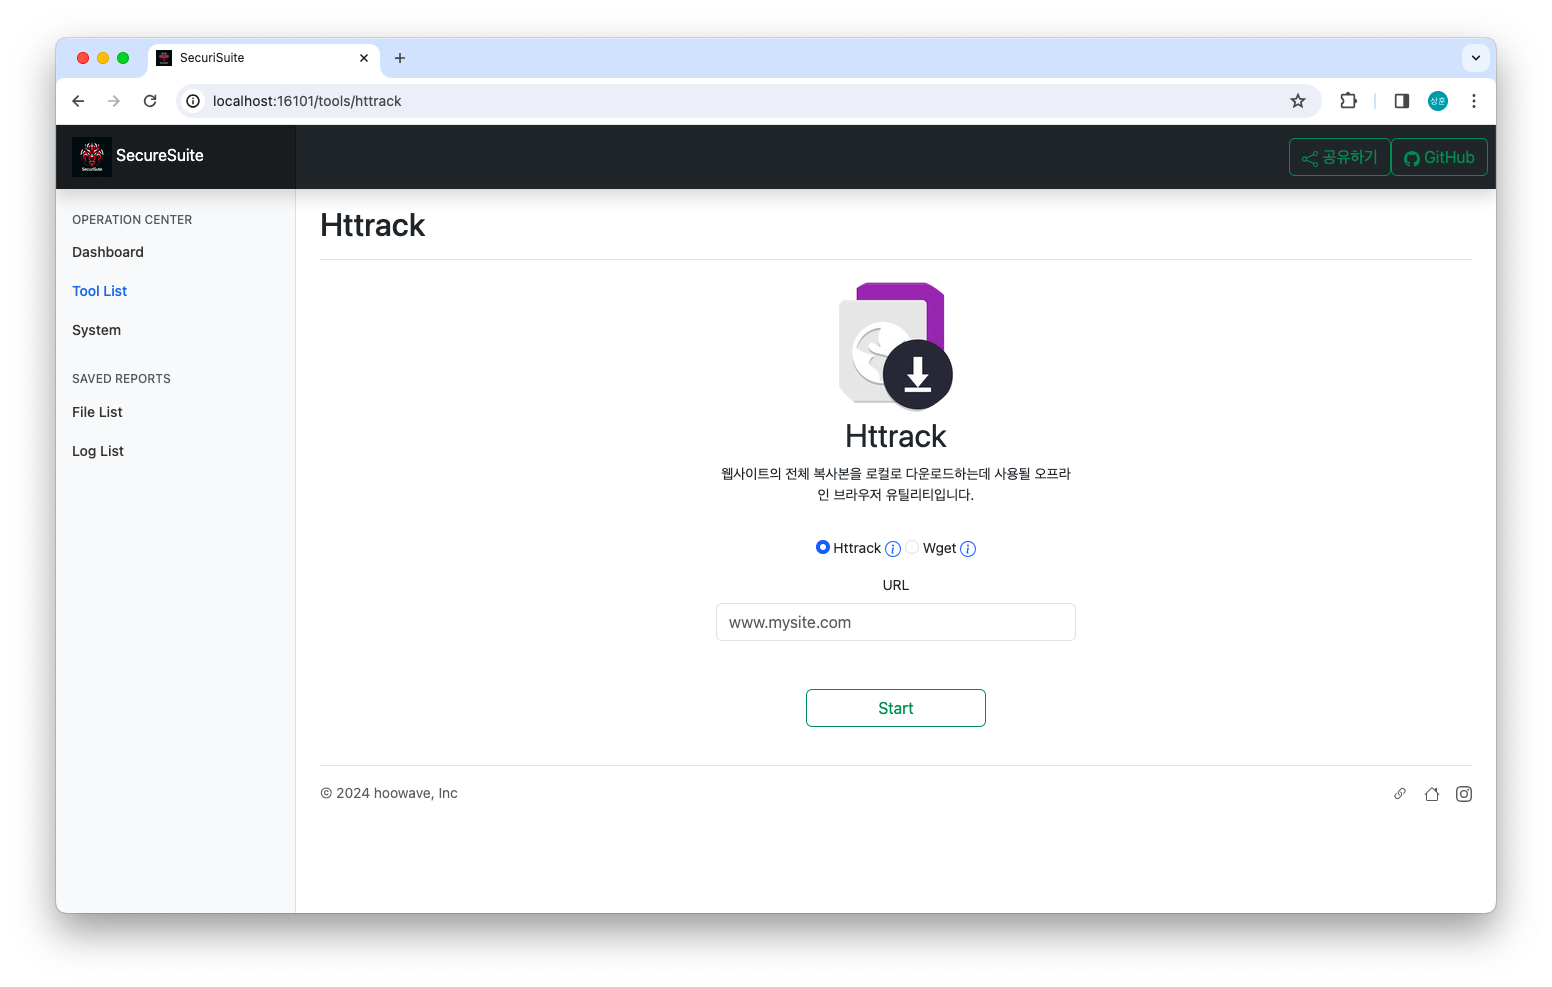 SecuriSuite
localhost:16101/tools/httrack
상훈
SecuriSuite
SecureSuite
공유하기
GitHub
OPERATION CENTER
Dashboard
Tool List
System
SAVED REPORTS
File List
Log List
Httrack
Httrack
웹사이트의 전체 복사본을 로컬로 다운로드하는데 사용될 오프라
인 브라우저 유틸리티입니다.
Httrack Wget
URL
www.mysite.com
Start
© 2024 hoowave, Inc